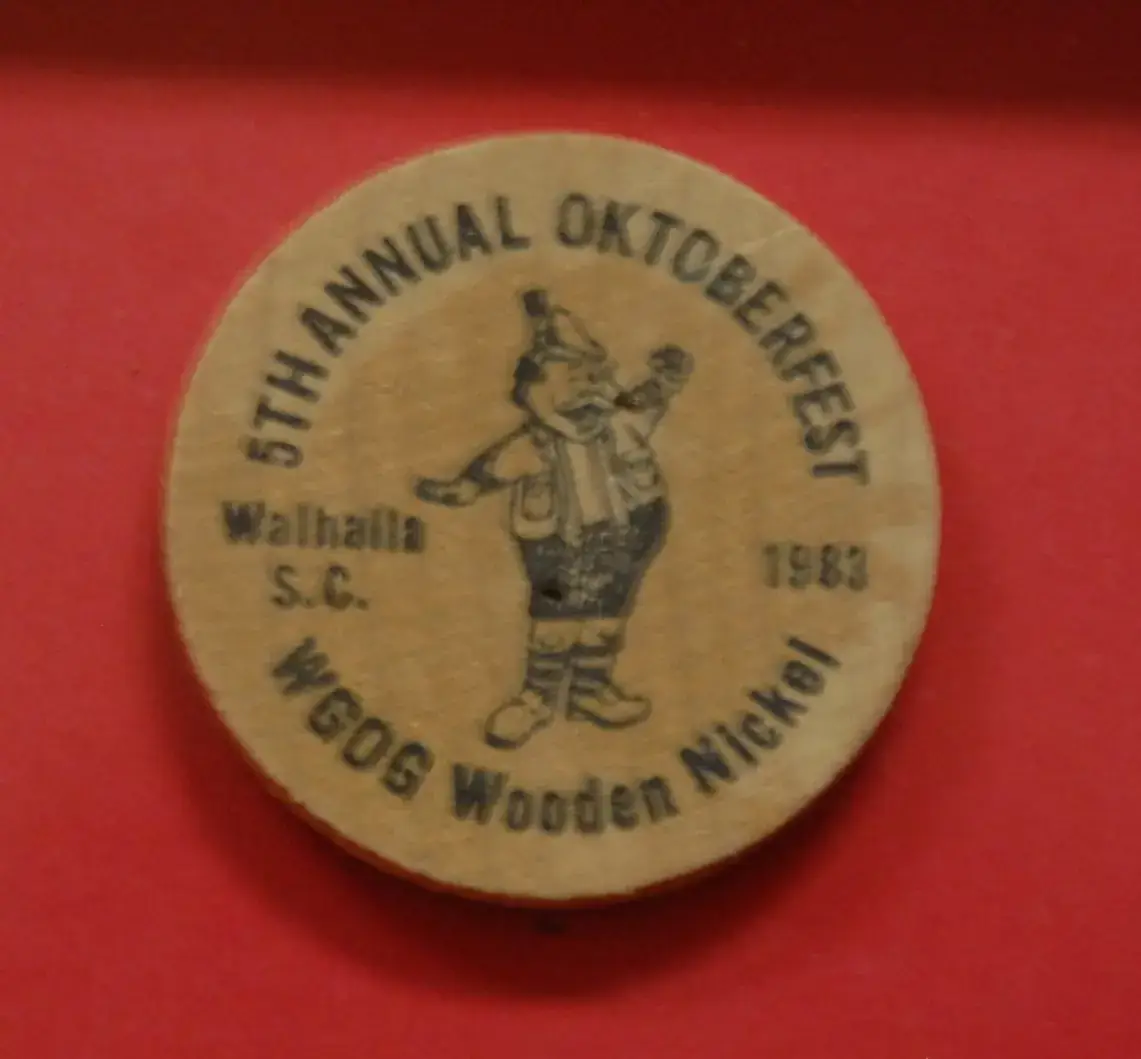 5TH ANNUAL OKTOBERFEST
Walhalla
S.C.
1983
WGOG Wooden Nickel